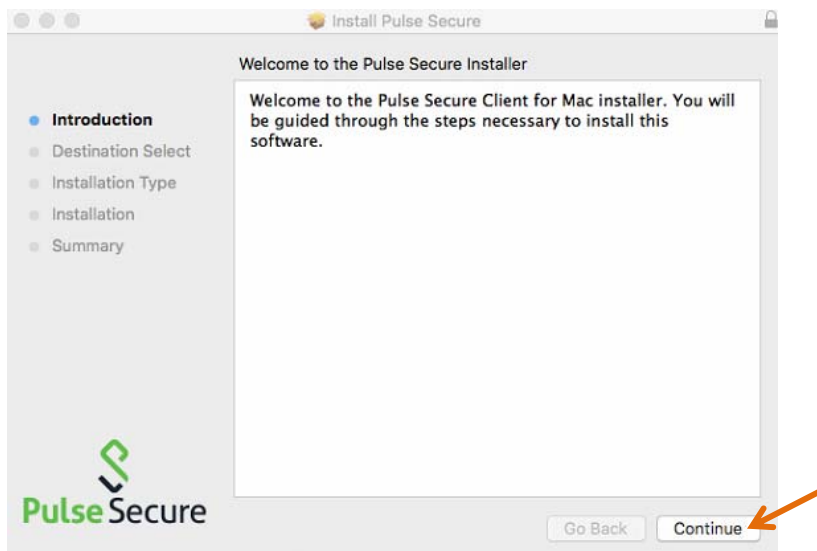 Install Pulse Secure
Welcome to the Pulse Secure Installer
Introduction
Destination Select
Installation Type
Installation
Summary
Welcome to the Pulse Secure Client for Mac installer. You will
be guided through the steps necessary to install this
software.
Pulse Secure
Go Back
Continue